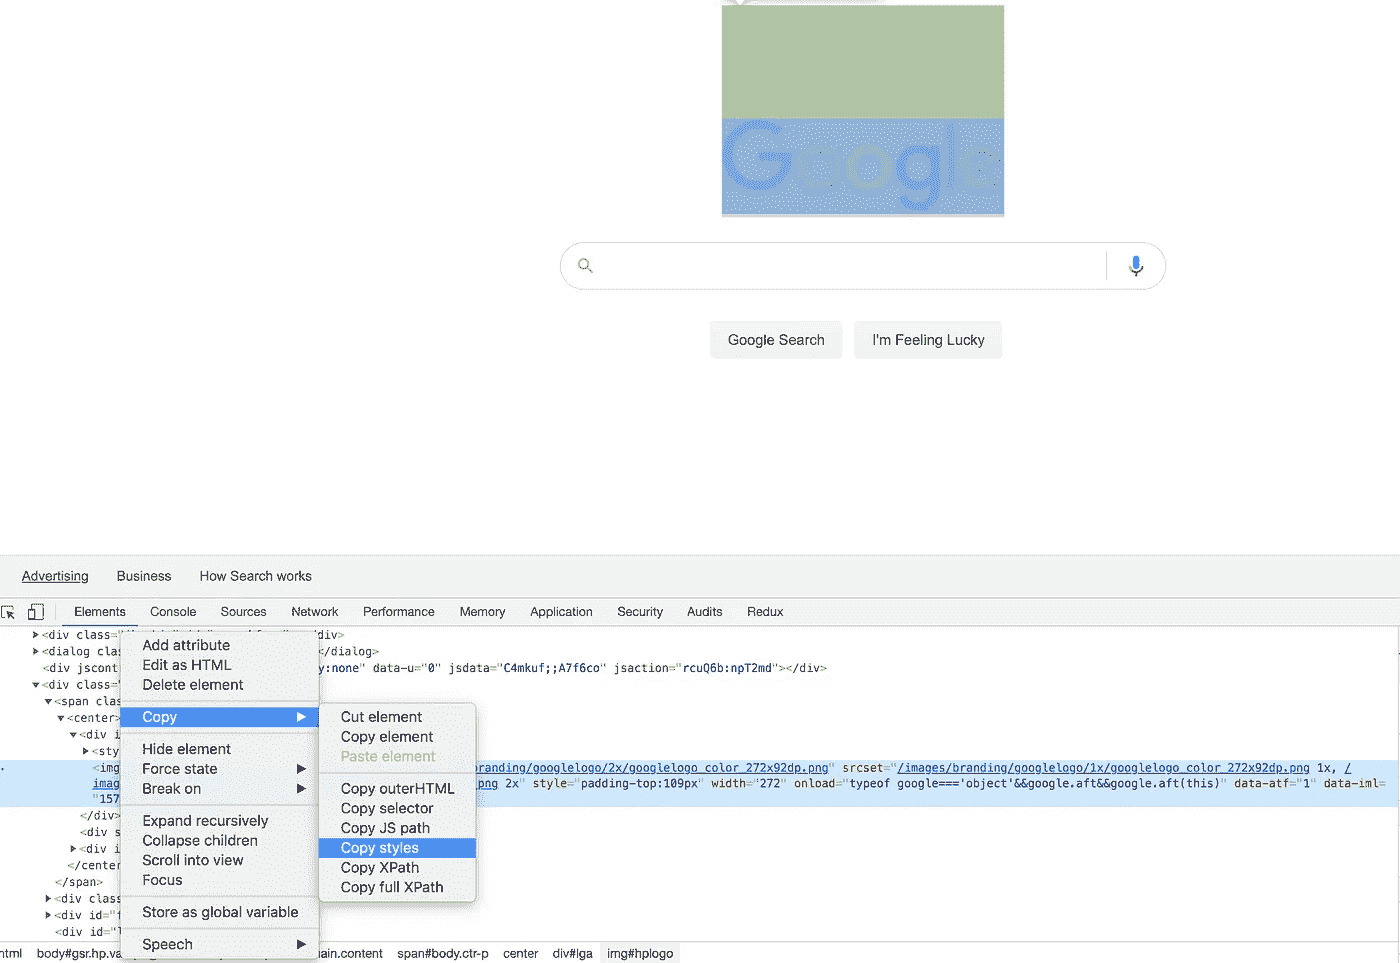 Google
Google Search
I'm Feeling Lucky
Advertising
Business
How Search works
Elements
Console
Sources
Network
Performance
Memory
Application
Security
Audits
Redux
▶<div class=
div>
▶<dialog clas
</dialog>
<div jscont
y:none" data-u="0" jsdata="C4mkuf;;A7f6co" jsaction="rcuQ6b:npT2md"></div>
▼<div class="
▼<span clas
▼<center>
▼<div i
▶<sty
<img
branding/googlelogo/2x/googlelogo_color_272x92dp.png" srcset="/images/branding/googlelogo/1x/googlelogo_color_272x92dp.png 1x, /
imag
png 2x" style="padding-top:109px" width="272" onload="typeof google==='object'&&google.aft&&google.aft(this)" data-atf="1" data-iml=
"157
</div>
<div s
▶<div i
</center
</span>
▶<div clas
▶<div id="f
<div id="l
Add attribute
Edit as HTML
Delete element
Copy ▶
Hide element
Force state ▶
Break on ▶
Expand recursively
Collapse children
Scroll into view
Focus
Store as global variable
Speech ▶
Cut element
Copy element
Paste element
Copy outerHTML
Copy selector
Copy JS path
Copy styles
Copy XPath
Copy full XPath
html
body#gsr.hp.va
ain.content
span#body.ctr-p
center
div#lga
img#hplogo